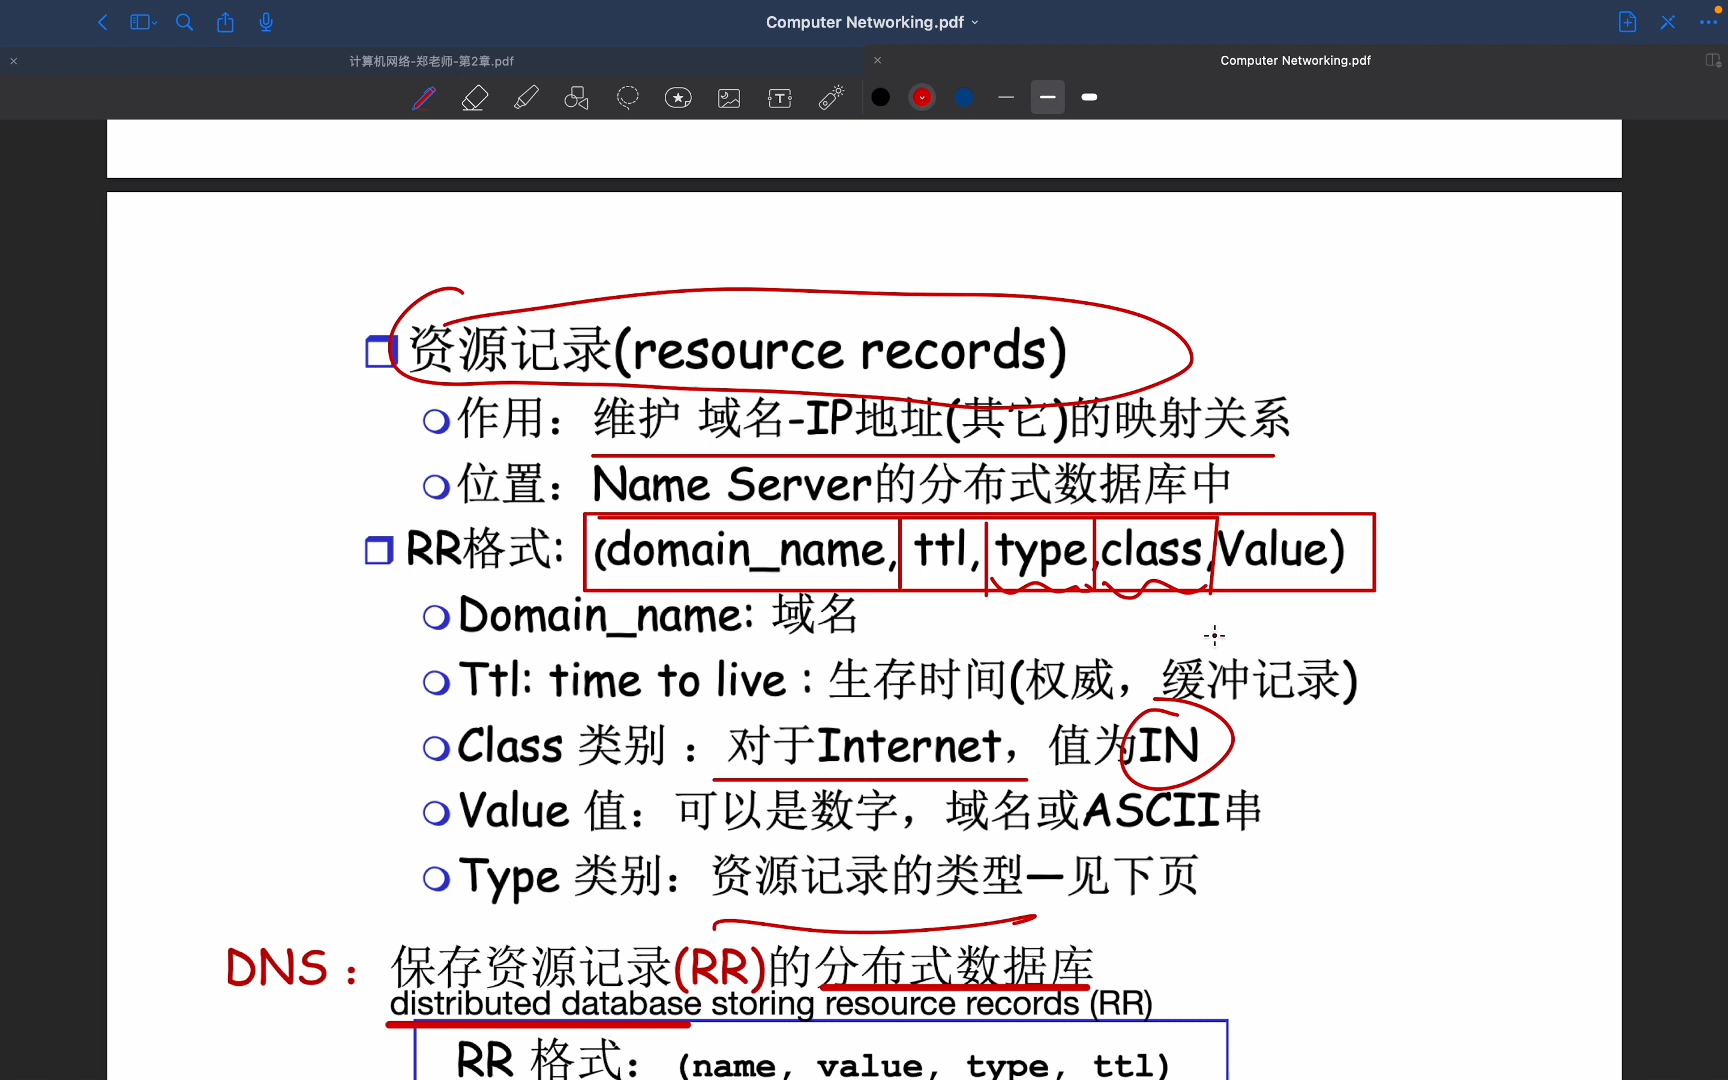 Computer Networking.pdf
计算机网络-郑老师-第2章.pdf
Computer Networking.pdf
资源记录(resource records)
作用：维护 域名-IP地址(其它)的映射关系
位置：Name Server的分布式数据库中
RR格式: (domain_name, ttl, type,class,Value)
Domain_name: 域名
Ttl: time to live : 生存时间(权威，缓冲记录)
Class 类别 ：对于Internet，值为IN
Value 值：可以是数字，域名或ASCII串
Type 类别：资源记录的类型—见下页
DNS ：保存资源记录(RR)的分布式数据库
distributed database storing resource records (RR)
RR 格式： (name, value, type, ttl)